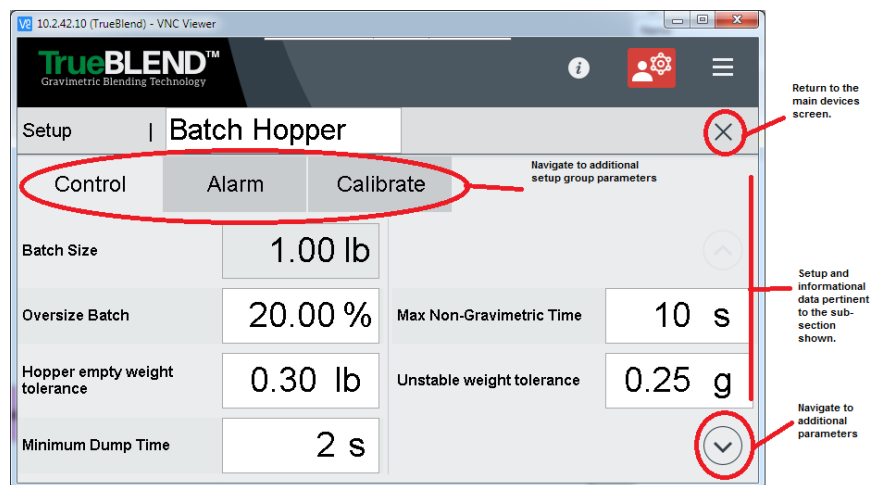 10.2.42.10 (TrueBlend) - VNC Viewer
TrueBLEND™
Gravimetric Blending Technology
i
Return to the
main devices
screen.
Setup | Batch Hopper
Navigate to additional
setup group parameters
Control Alarm Calibrate
Batch Size 1.00 lb
Setup and
informational
data pertinent
to the sub-
section
shown.
Oversize Batch 20.00 % Max Non-Gravimetric Time 10 s
Hopper empty weight
tolerance 0.30 lb Unstable weight tolerance 0.25 g
Navigate to
additional
parameters
Minimum Dump Time 2 s